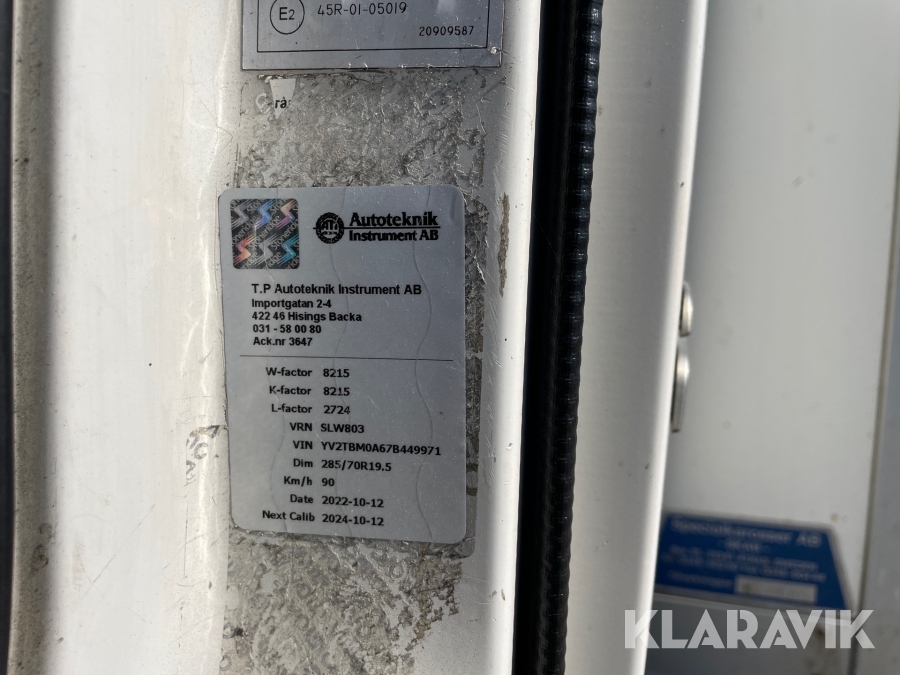 E2
45R-01-05019
20909587
Autoteknik
Instrument AB
T.P Autoteknik Instrument AB
Importgatan 2-4
422 46 Hisings Backa
031 - 58 00 80
Ack.nr 3647
W-factor 8215
K-factor 8215
L-factor 2724
VRN SLW803
VIN YV2TBM0A67B449971
Dim 285/70R19.5
Km/h 90
Date 2022-10-12
Next Calib 2024-10-12
Specialkarosser AB
KLARAVIK